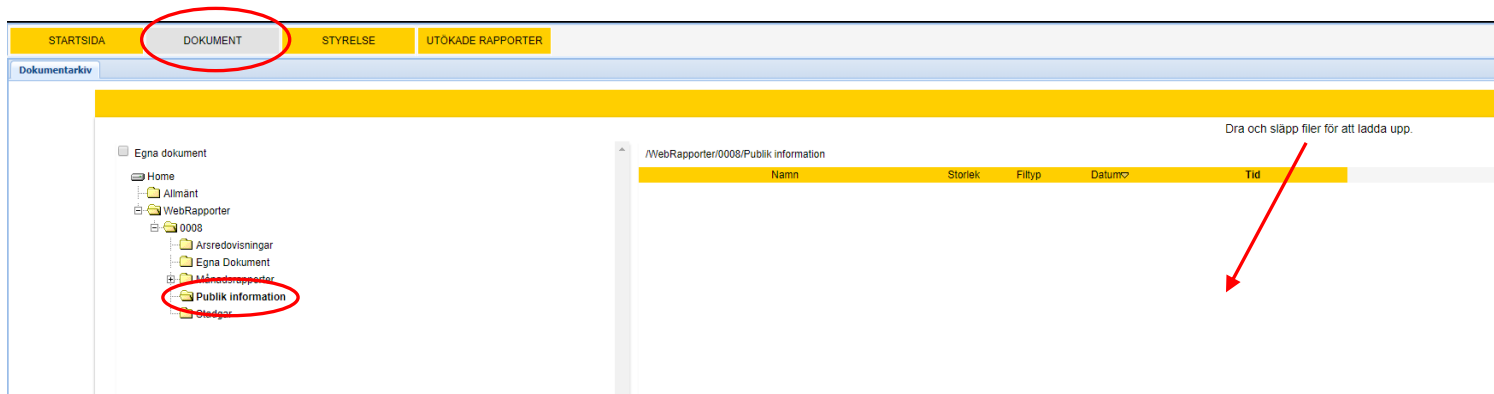 STARTSIDA DOKUMENT STYRELSE UTÖKADE RAPPORTER
Dokumentarkiv
Dra och släpp filer för att ladda upp.
Egna dokument
/WebRapporter/0008/Publik information
Namn Storlek Filtyp Datum Tid
Home
Allmänt
WebRapporter
0008
Arsredovisningar
Egna Dokument
Månadsrapporter
Publik information
Stadgar